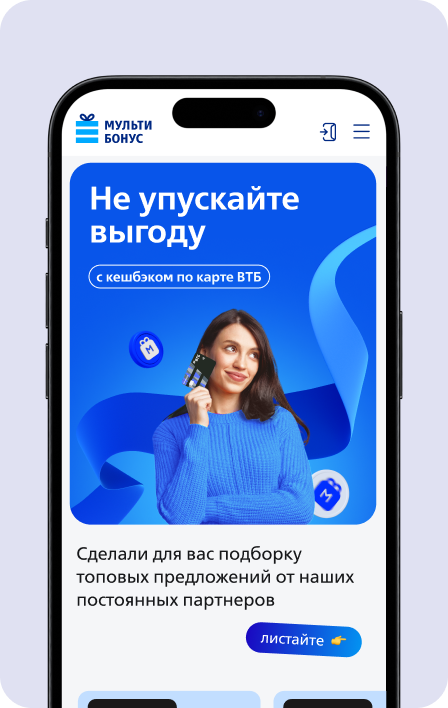 МУЛЬТИ
БОНУС
Не упускайте
выгоду
с кешбэком по карте ВТБ
Сделали для вас подборку
топовых предложений от наших
постоянных партнеров
листайте 👉